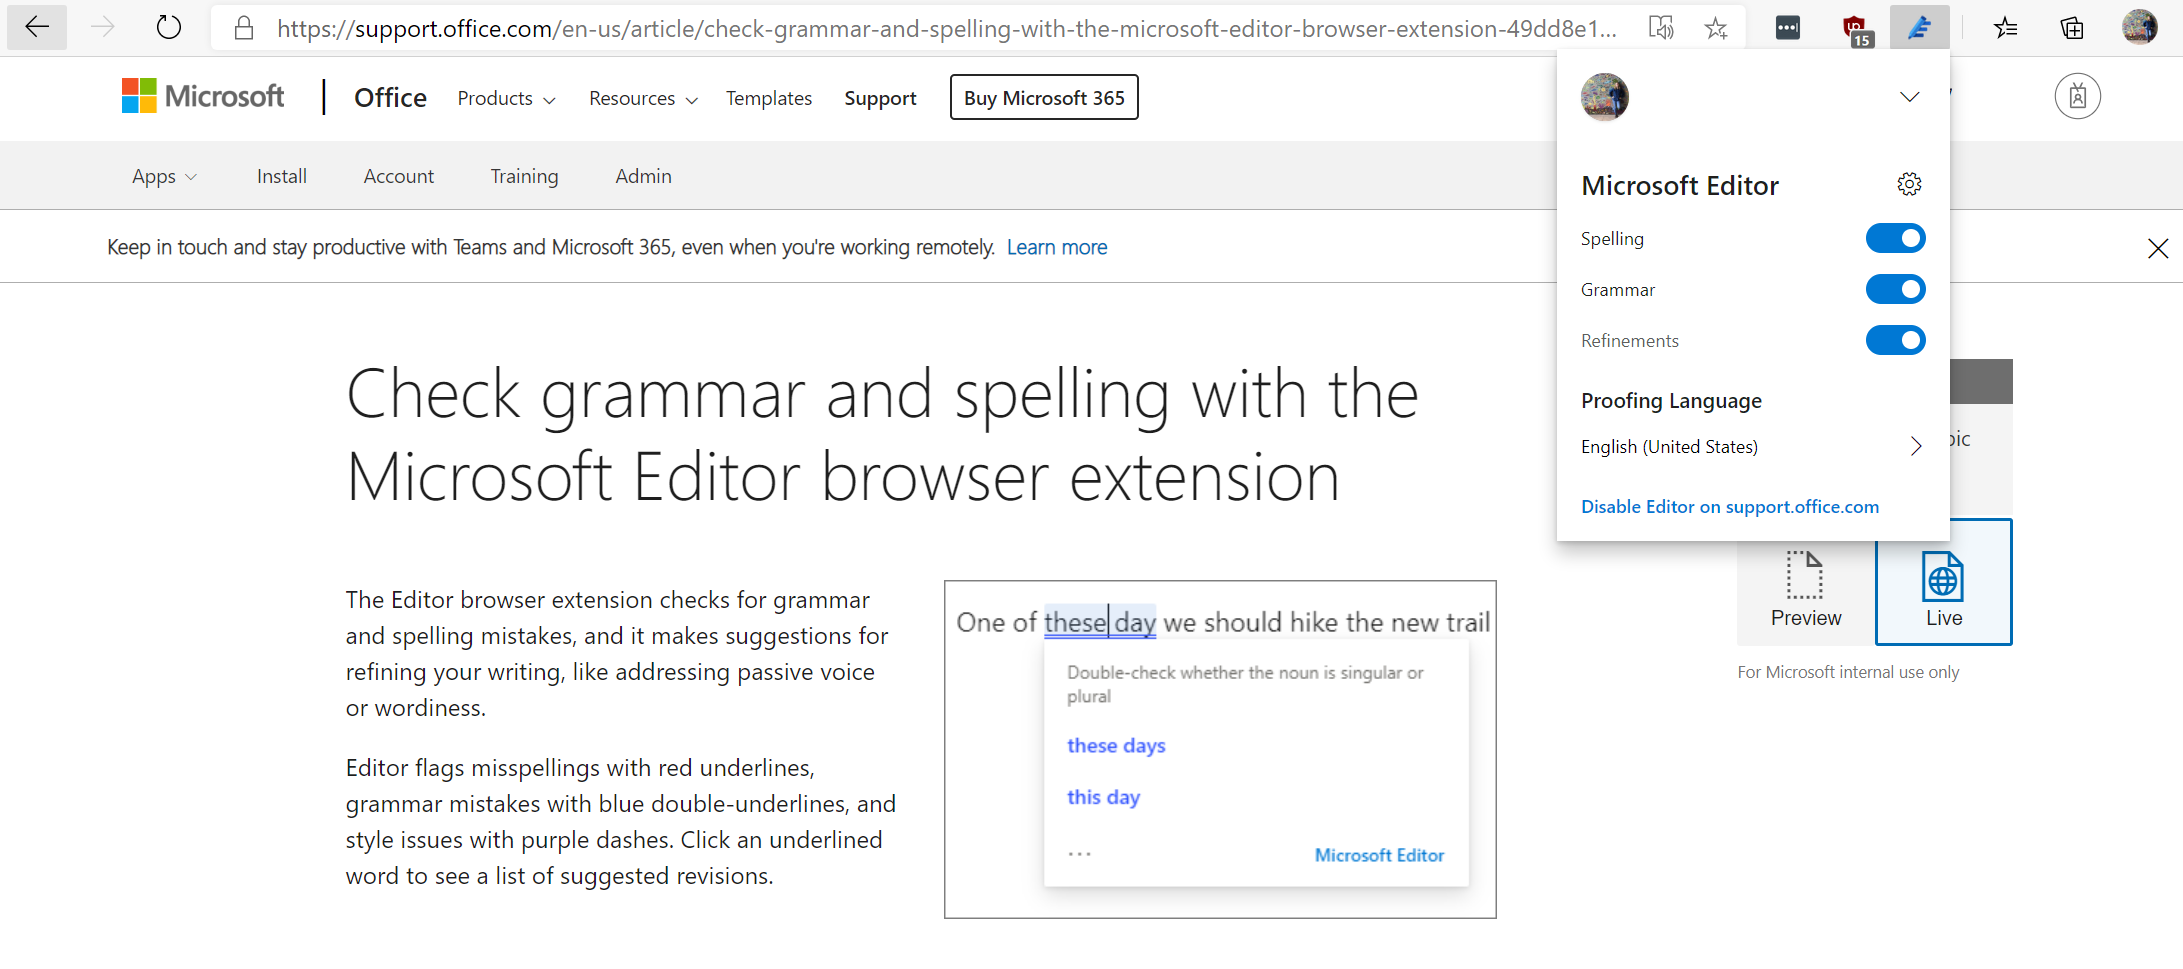 https://support.office.com/en-us/article/check-grammar-and-spelling-with-the-microsoft-editor-browser-extension-49dd8e1...
15
Microsoft
Office
Products
Resources
Templates
Support
Buy Microsoft 365
Apps
Install
Account
Training
Admin
Keep in touch and stay productive with Teams and Microsoft 365, even when you're working remotely. Learn more
Microsoft Editor
Spelling
Grammar
Refinements
Proofing Language
English (United States)
Disable Editor on support.office.com
Check grammar and spelling with the
Microsoft Editor browser extension
The Editor browser extension checks for grammar
and spelling mistakes, and it makes suggestions for
refining your writing, like addressing passive voice
or wordiness.
Editor flags misspellings with red underlines,
grammar mistakes with blue double-underlines, and
style issues with purple dashes. Click an underlined
word to see a list of suggested revisions.
One of these day we should hike the new trail
Double-check whether the noun is singular or
plural
these days
this day
...
Microsoft Editor
Preview
Live
For Microsoft internal use only